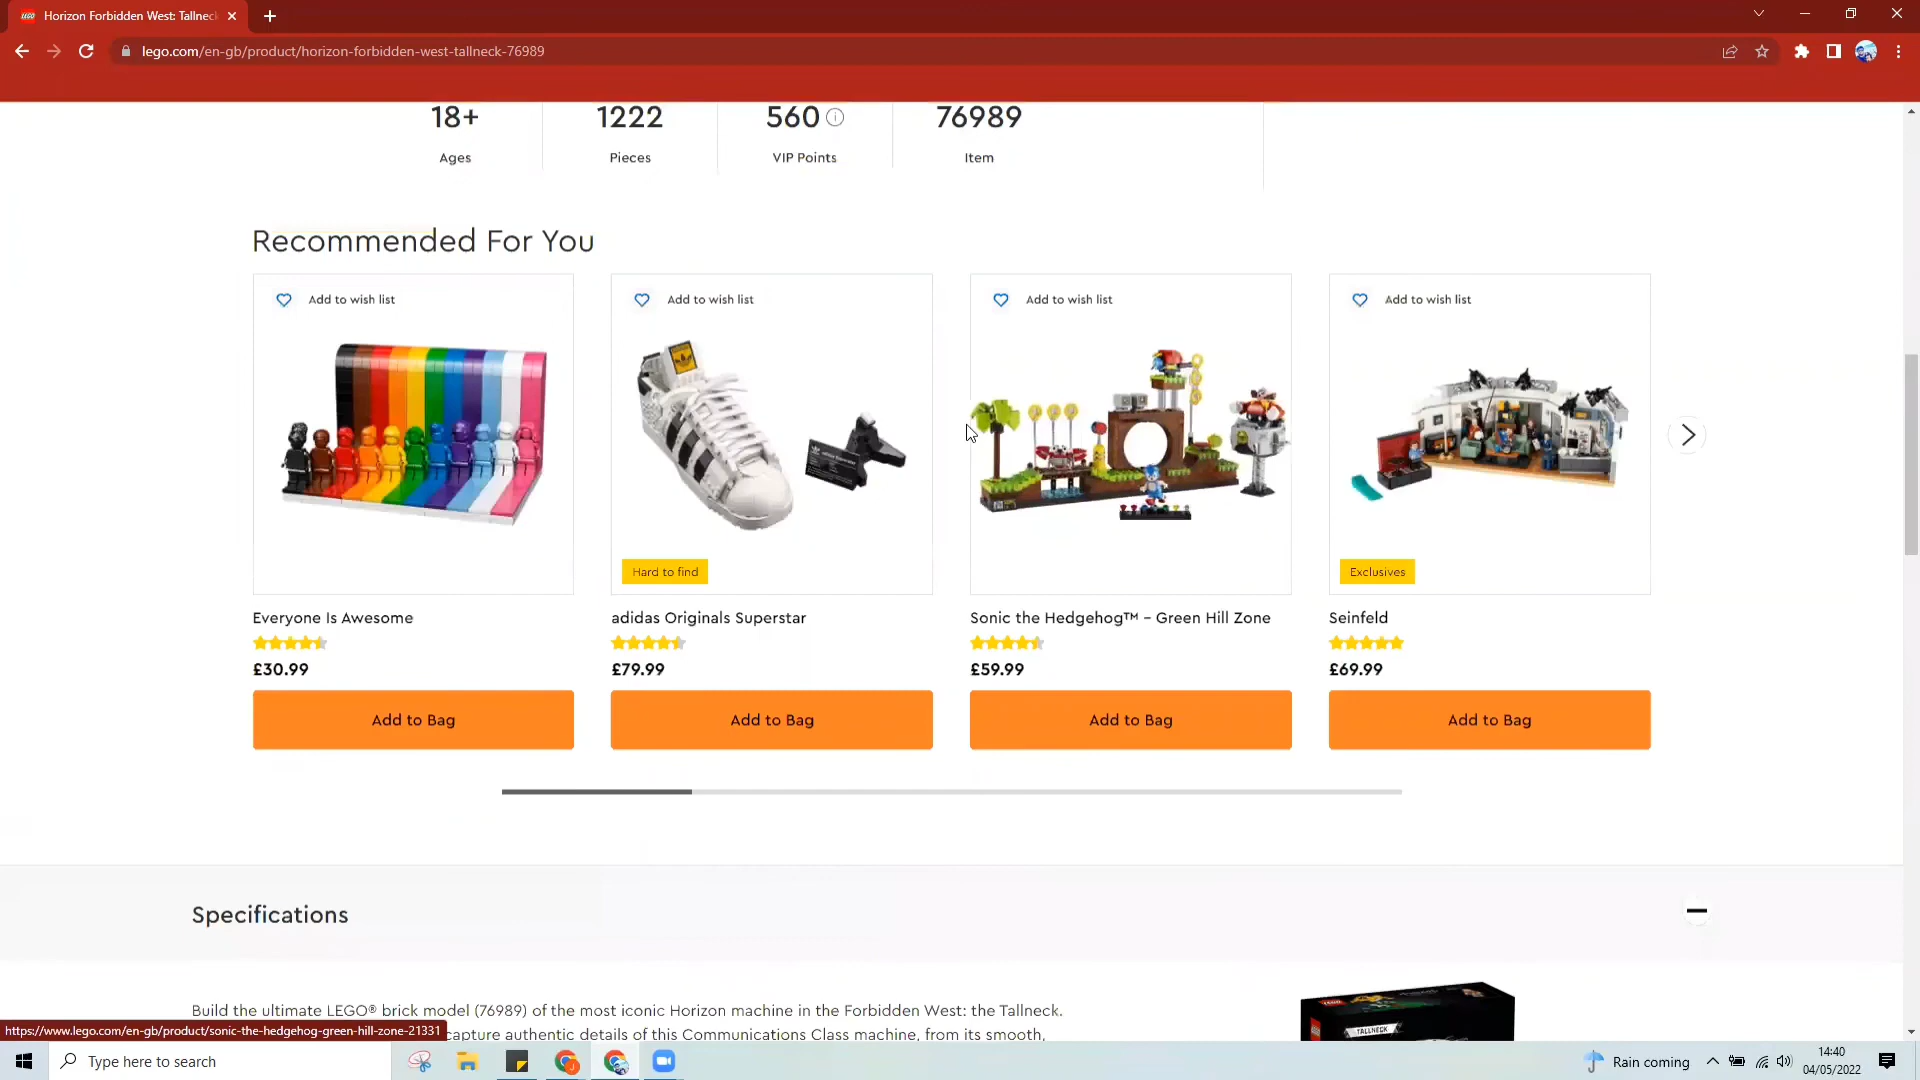 Horizon Forbidden West: Tallneck
lego.com/en-gb/product/horizon-forbidden-west-tallneck-76989
18+
1222
560
76989
Ages
Pieces
VIP Points
Item
Recommended For You
Add to wish list
Add to wish list
Add to wish list
Add to wish list
Hard to find
Exclusives
Everyone Is Awesome
adidas Originals Superstar
Sonic the Hedgehog™ – Green Hill Zone
Seinfeld
£30.99
£79.99
£59.99
£69.99
Add to Bag
Add to Bag
Add to Bag
Add to Bag
Specifications
Build the ultimate LEGO® brick model (76989) of the most iconic Horizon machine in the Forbidden West: the Tallneck.
capture authentic details of this Communications Class machine, from its smooth,
LEGO
TALLNECK
https://www.lego.com/en-gb/product/sonic-the-hedgehog-green-hill-zone-21331
Type here to search
Rain coming
14:40
04/05/2022